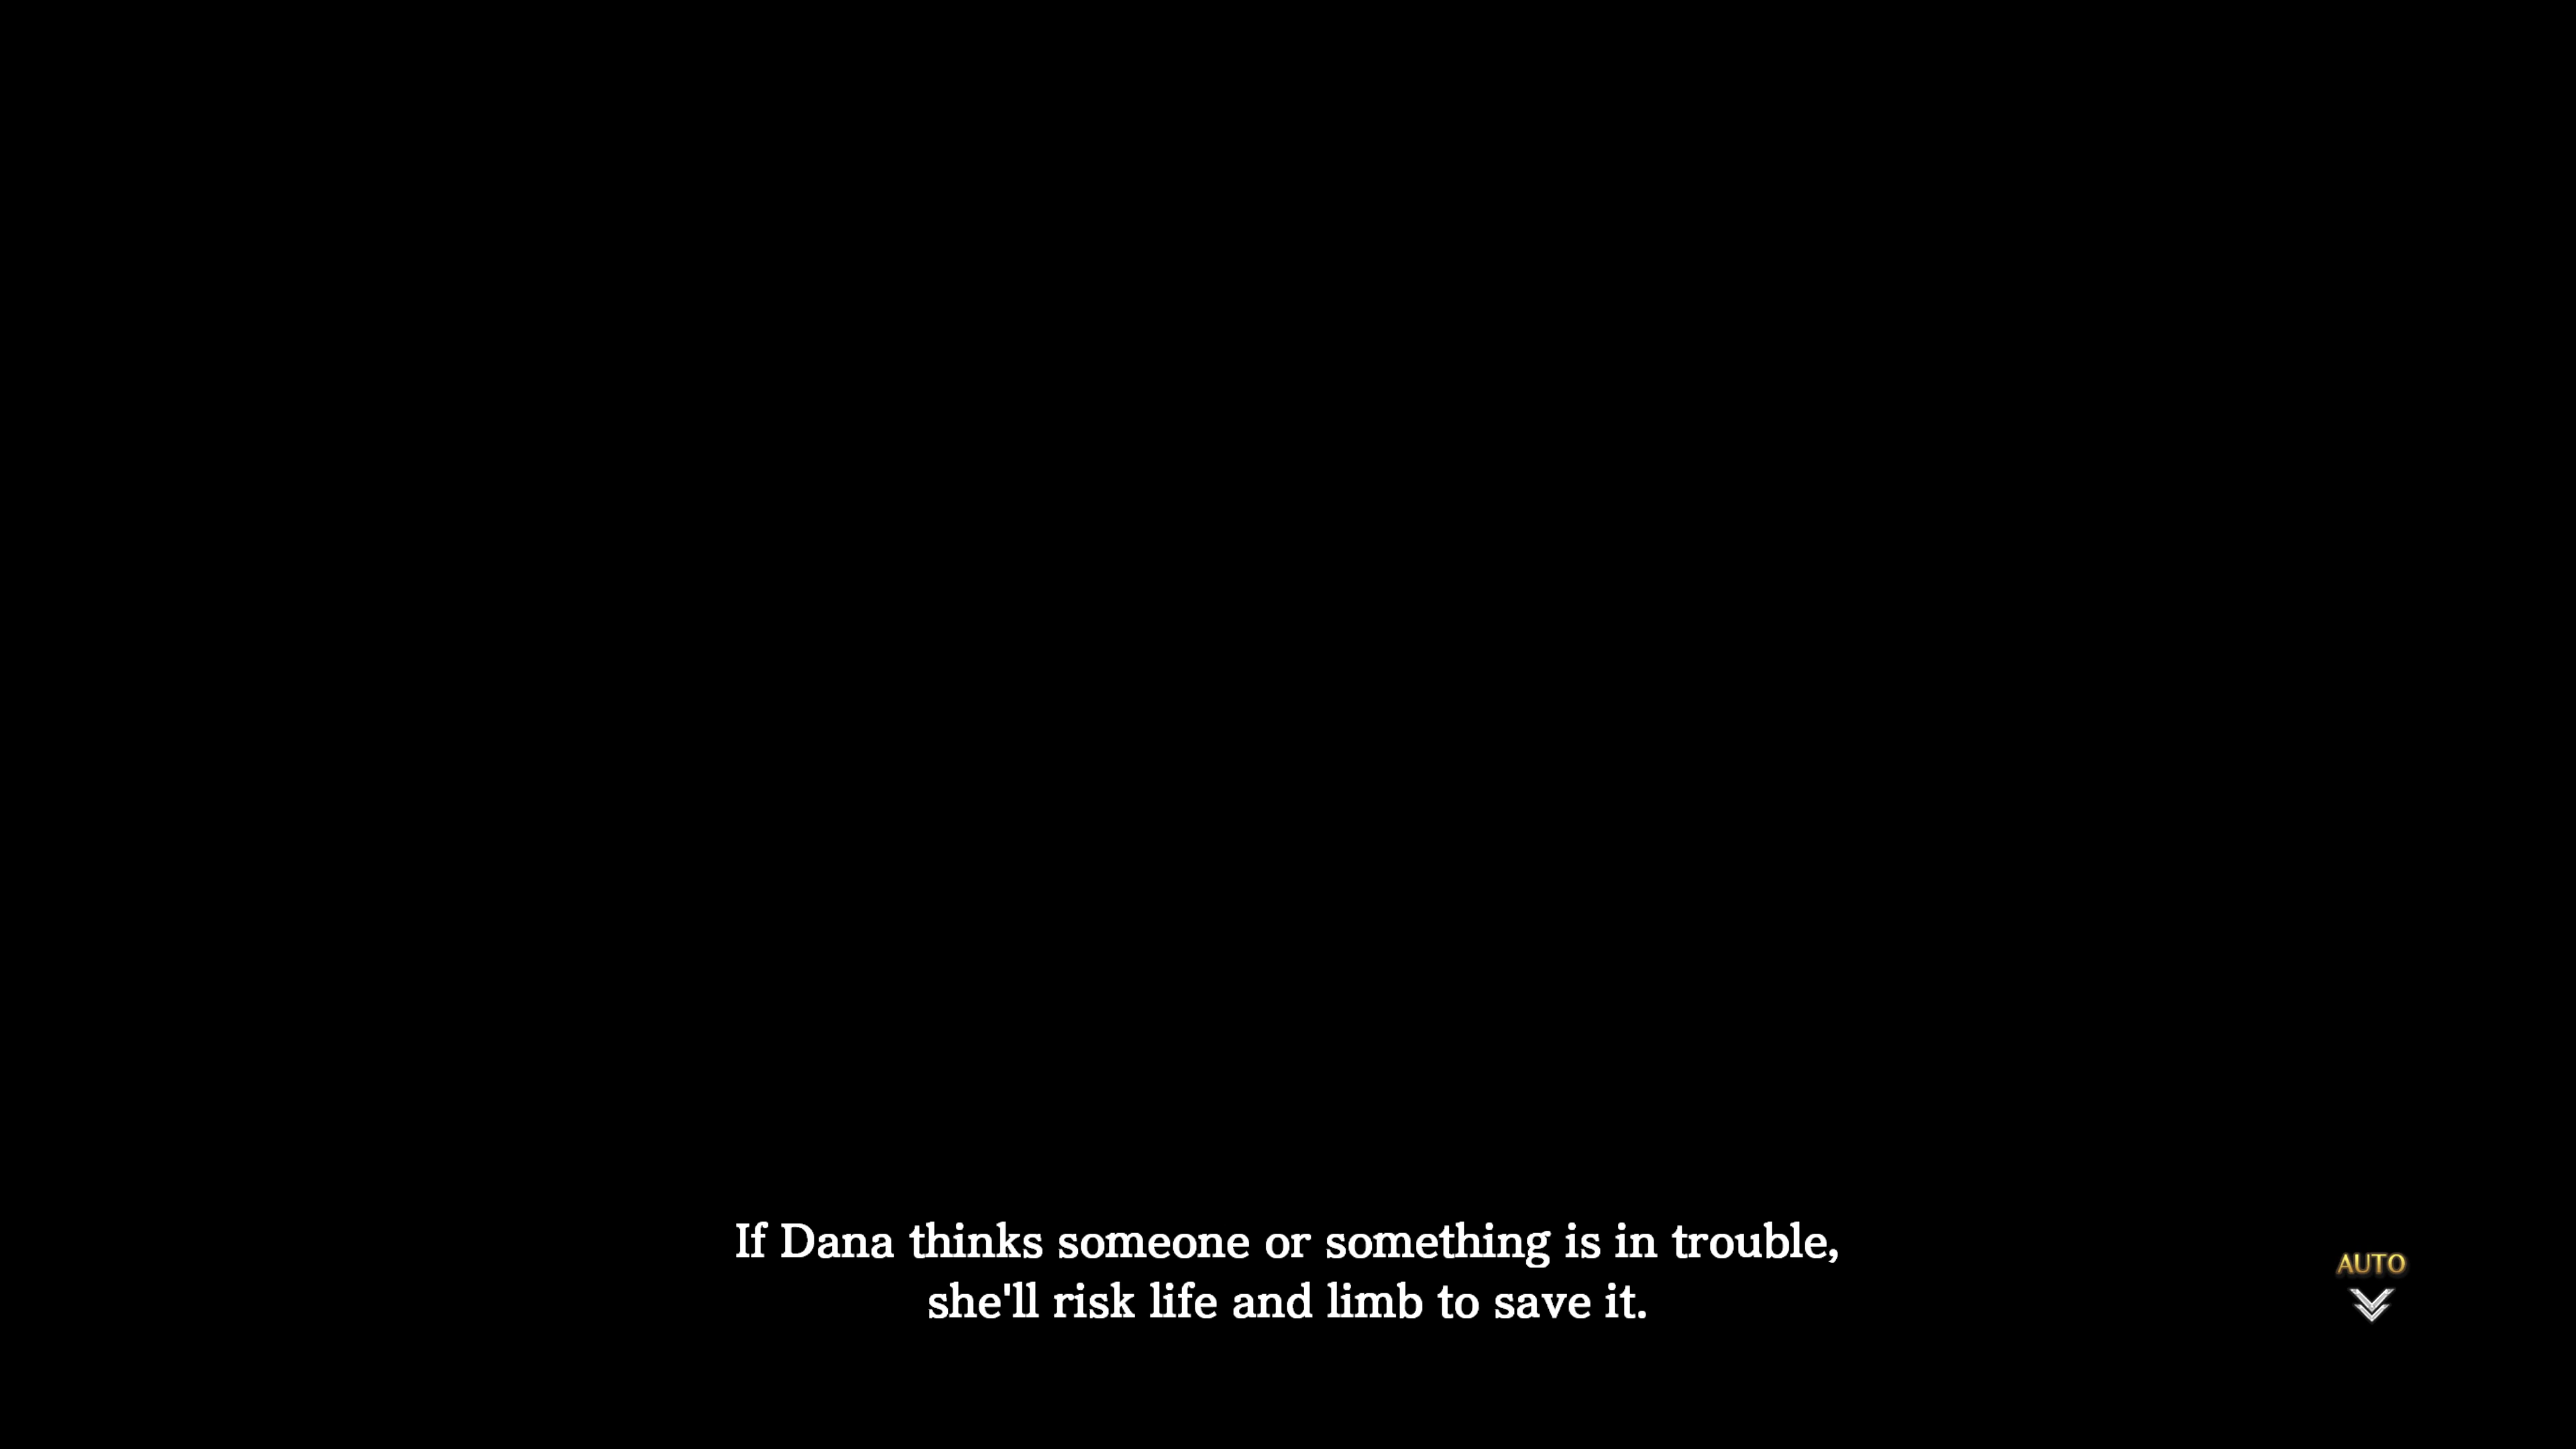 If Dana thinks someone or something is in trouble,
she'll risk life and limb to save it.
AUTO